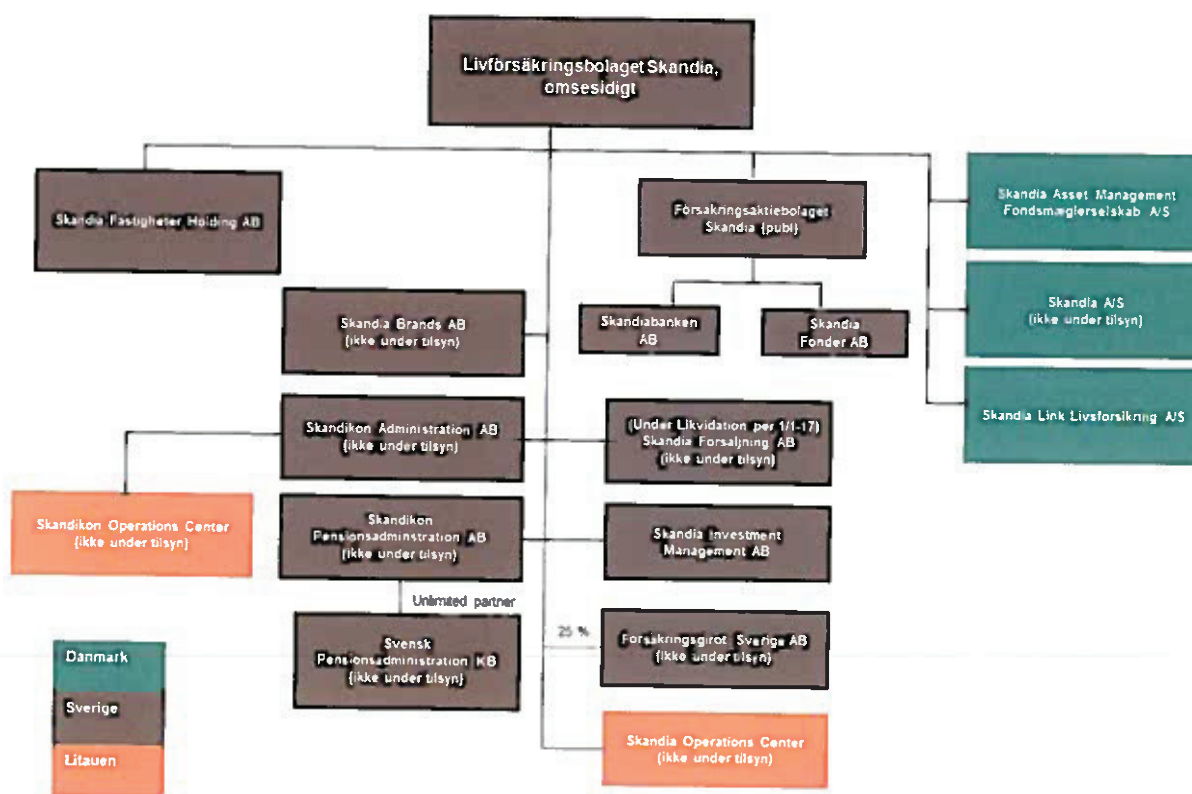 Livforsäkringsbolaget Skandia,
omsesidigt
Skandia Fastigheter Holding AB
Forsakringsaktiebolaget
Skandia (publ)
Skandia Asset Management
Fondsmæglerselskab A/S
Skandiabanken
AB
Skandia
Fonder AB
Skandia A/S
(ikke under tilsyn)
Skandia Brands AB
(ikke under tilsyn)
Skandia Link Livsforsikring A/S
Skandikon Administration AB
(ikke under tilsyn)
(Under Likvidation per 1/1-17)
Skandia Forsaljning AB
(ikke under tilsyn)
Skandikon Operations Center
(ikke under tilsyn)
Skandikon
Pensionsadminstration AB
(ikke under tilsyn)
Skandia Investment
Management AB
Unlimited partner
Svensk
Pensionsadministration KB
(ikke under tilsyn)
25 %
Forsakringsgirot Sverige AB
(ikke under tilsyn)
Skandia Operations Center
(ikke under tilsyn)
Danmark
Sverige
Litauen